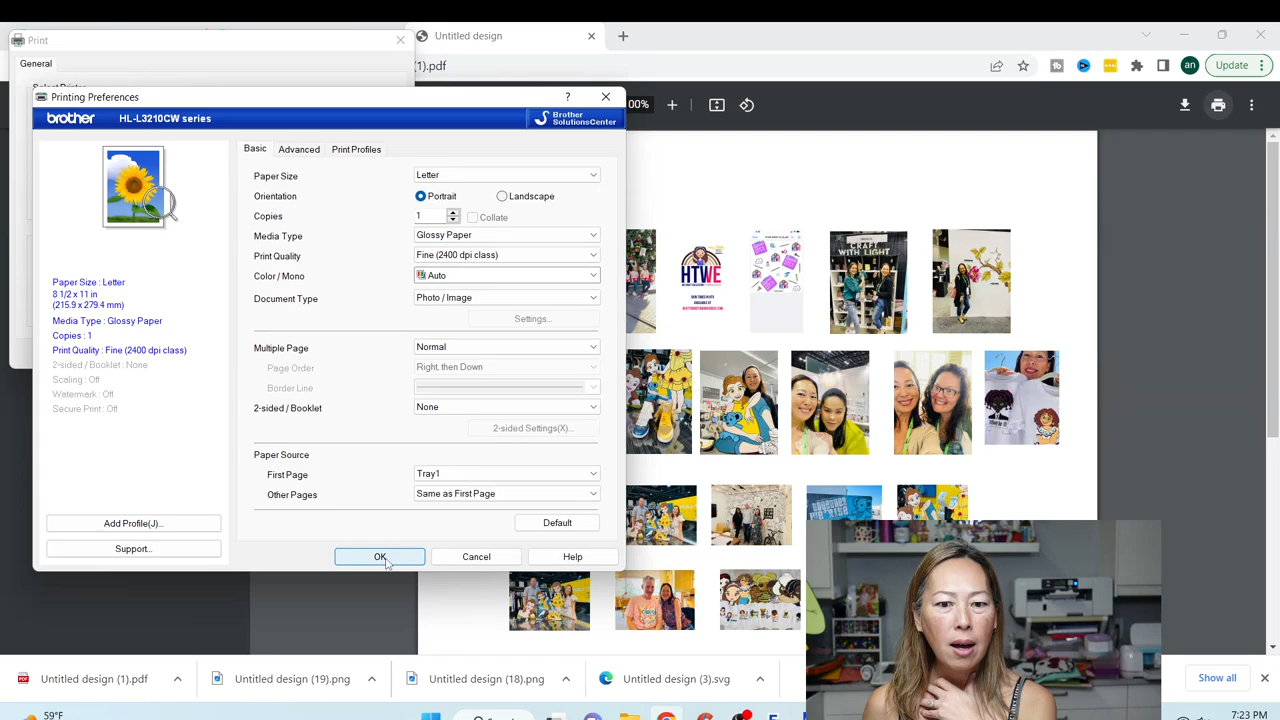 Print
Untitled design
General
(1).pdf
an
Update
Select Printer
Printing Preferences
?
00%
brother
HL-L3210CW series
Brother
SolutionsCenter
Basic
Advanced
Print Profiles
Paper Size
Letter
Orientation
Portrait
Landscape
Copies
1
Collate
Media Type
Glossy Paper
Print Quality
Fine (2400 dpi class)
Color / Mono
Auto
Document Type
Photo / Image
Settings...
Multiple Page
Normal
Page Order
Right, then Down
Border Line
2-sided / Booklet
None
2-sided Settings(X)...
Paper Source
First Page
Tray1
Other Pages
Same as First Page
Default
Paper Size : Letter
8 1/2 x 11 in
(215.9 x 279.4 mm)
Media Type : Glossy Paper
Copies : 1
Print Quality : Fine (2400 dpi class)
2-sided / Booklet : None
Scaling : Off
Watermark : Off
Secure Print : Off
Add Profile(J)...
Support...
OK
Cancel
Help
HTWE
CRAFT
WITH LIGHT
Untitled design (1).pdf
Untitled design (19).png
Untitled design (18).png
Untitled design (3).svg
Show all
59°F
7:23 PM